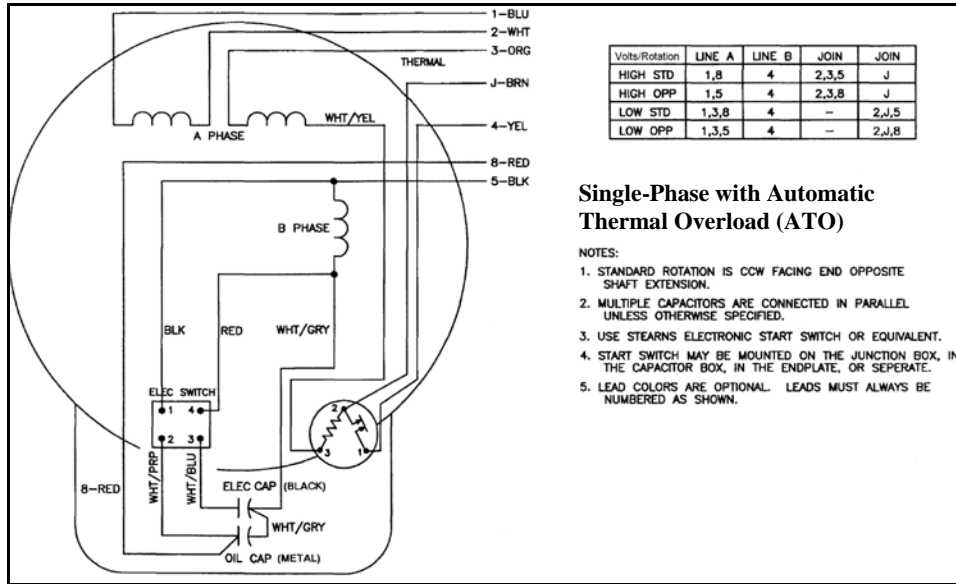 1-BLU
2-WHT
3-ORG
THERMAL
J-BRN
WHT/YEL
4-YEL
A PHASE
8-RED
5-BLK
B PHASE
BLK
RED
WHT/GRY
ELEC SWITCH
1 4
2 3
2
3 1
WHT/PRP
WHT/BLU
8-RED
ELEC CAP (BLACK)
WHT/GRY
OIL CAP (METAL)
Volts/Rotation LINE A LINE B JOIN JOIN
HIGH STD 1,8 4 2,3,5 J
HIGH OPP 1,5 4 2,3,8 J
LOW STD 1,3,8 4 – 2,J,5
LOW OPP 1,3,5 4 – 2,J,8
Single-Phase with Automatic
Thermal Overload (ATO)
NOTES:
1. STANDARD ROTATION IS CCW FACING END OPPOSITE
SHAFT EXTENSION.
2. MULTIPLE CAPACITORS ARE CONNECTED IN PARALLEL
UNLESS OTHERWISE SPECIFIED.
3. USE STEARNS ELECTRONIC START SWITCH OR EQUIVALENT.
4. START SWITCH MAY BE MOUNTED ON THE JUNCTION BOX, IN
THE CAPACITOR BOX, IN THE ENDPLATE, OR SEPERATE.
5. LEAD COLORS ARE OPTIONAL. LEADS MUST ALWAYS BE
NUMBERED AS SHOWN.